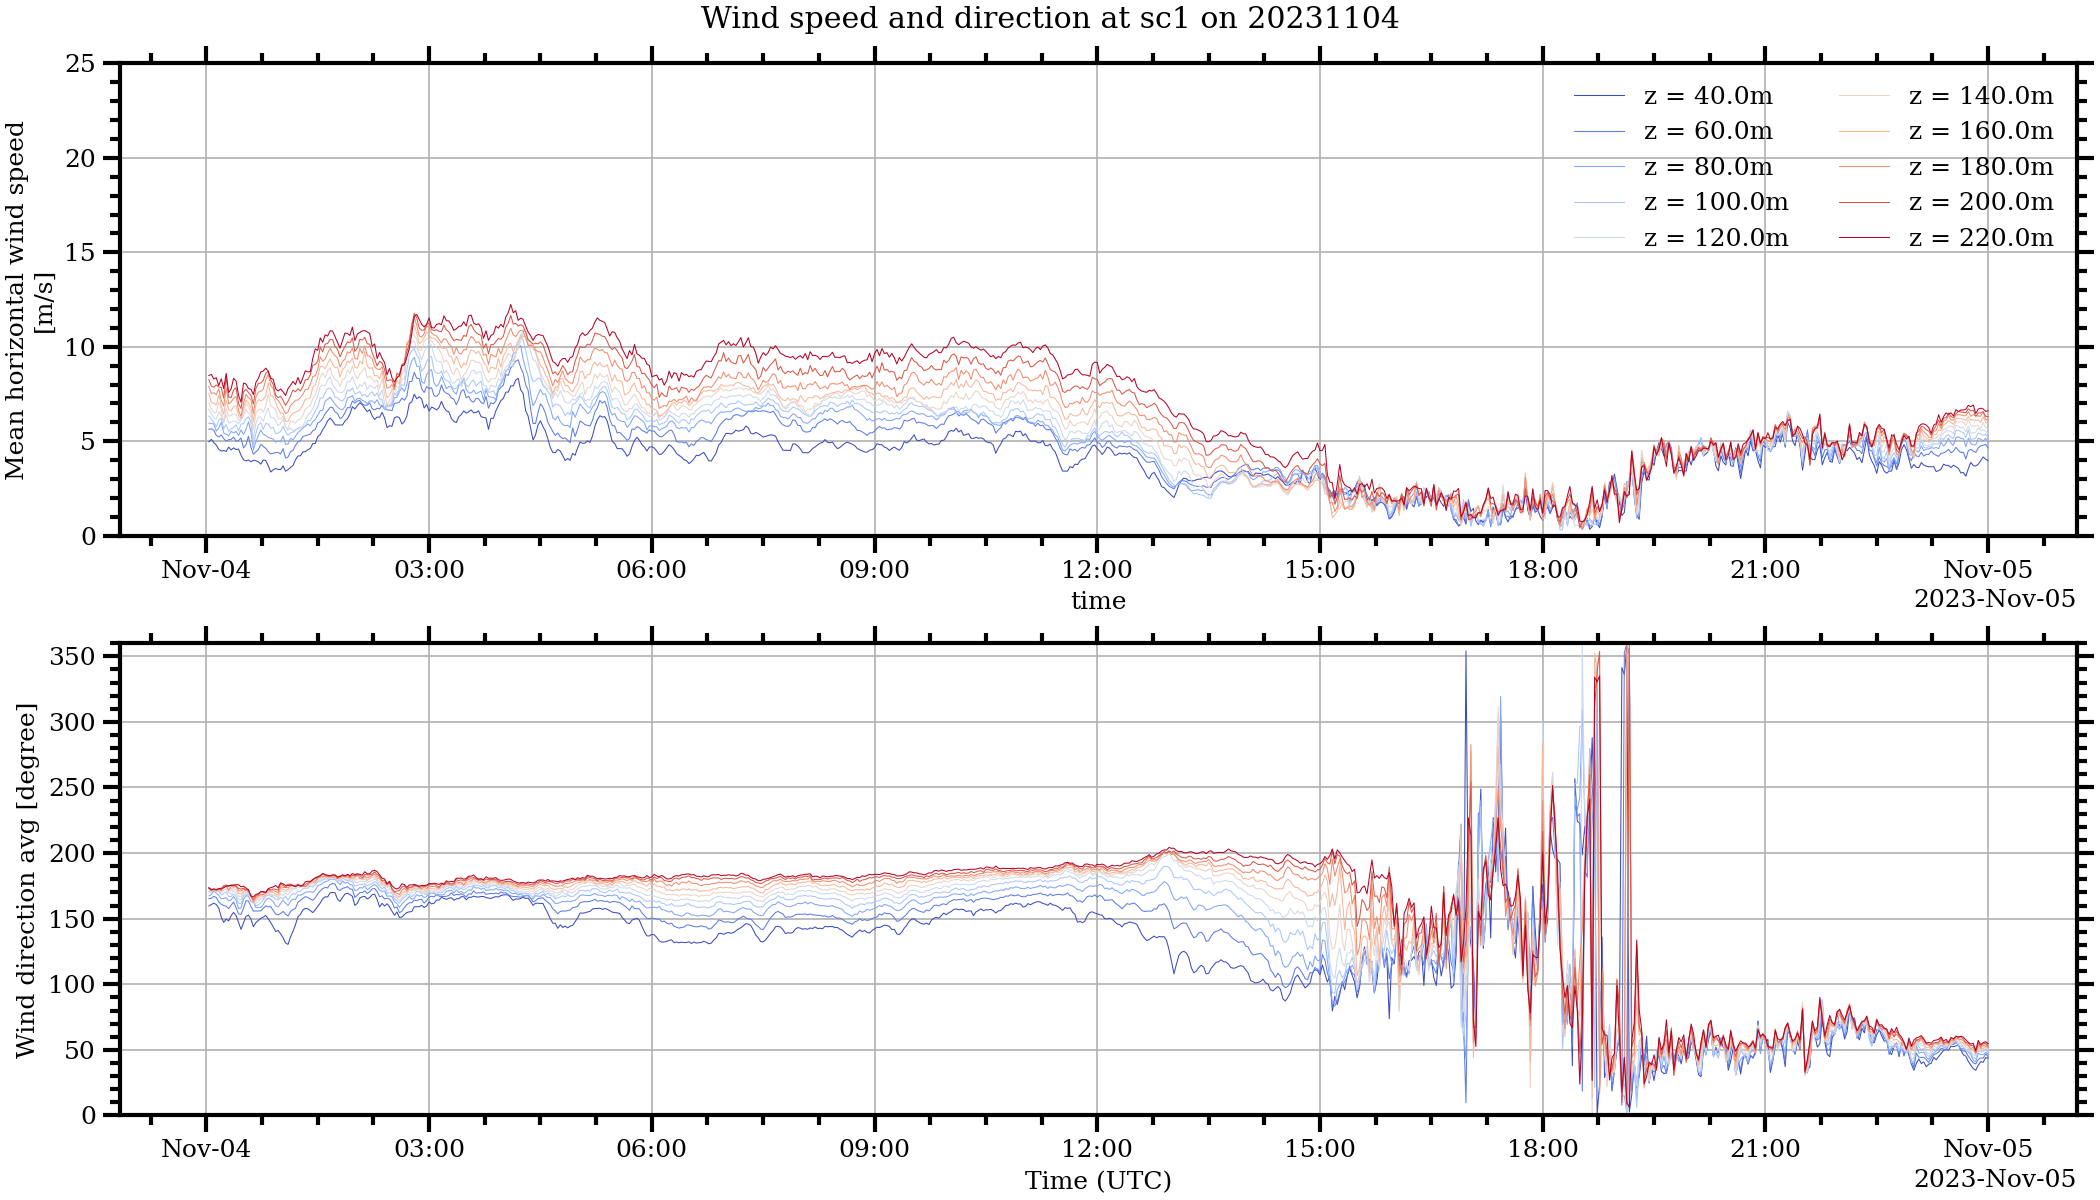 Wind speed and direction at sc1 on 20231104
Mean horizontal wind speed
[m/s]
25
20
15
10
5
0
z = 40.0m
z = 60.0m
z = 80.0m
z = 100.0m
z = 120.0m
z = 140.0m
z = 160.0m
z = 180.0m
z = 200.0m
z = 220.0m
Nov-04 03:00 06:00 09:00 12:00 15:00 18:00 21:00 Nov-05
time
2023-Nov-05
Wind direction avg [degree]
350
300
250
200
150
100
50
0
Nov-04 03:00 06:00 09:00 12:00 15:00 18:00 21:00 Nov-05
Time (UTC)
2023-Nov-05